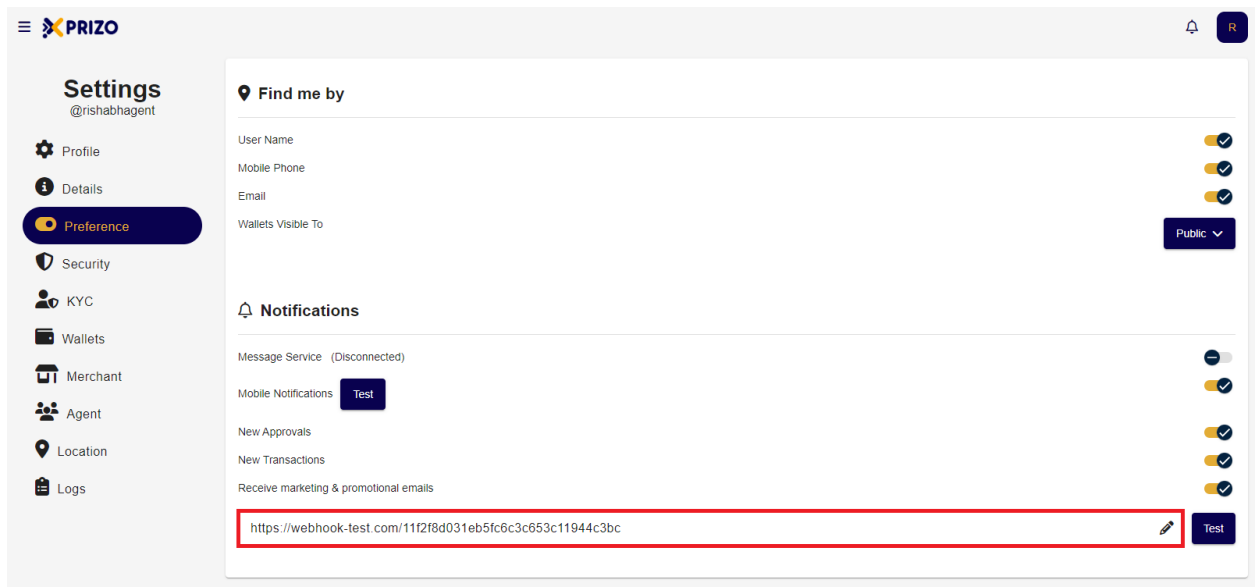 XPRIZO
R
Settings
@rishabhagent
Profile
Details
Preference
Security
KYC
Wallets
Merchant
Agent
Location
Logs
Find me by
User Name
Mobile Phone
Email
Wallets Visible To
Public
Notifications
Message Service (Disconnected)
Mobile Notifications Test
New Approvals
New Transactions
Receive marketing & promotional emails
https://webhook-test.com/11f2f8d031eb5fc6c3c653c11944c3bc Test